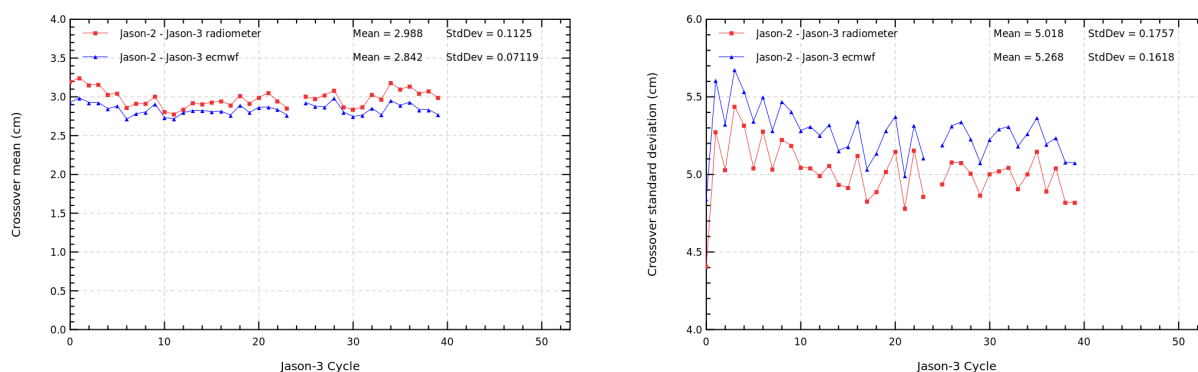 4.0
Jason-2 - Jason-3 radiometer Mean = 2.988 StdDev = 0.1125
Jason-2 - Jason-3 ecmwf Mean = 2.842 StdDev = 0.07119
3.5
3.0
2.5
2.0
1.5
1.0
0.5
0.0
Crossover mean (cm)
0 10 20 30 40 50
Jason-3 Cycle
6.0
Jason-2 - Jason-3 radiometer Mean = 5.018 StdDev = 0.1757
Jason-2 - Jason-3 ecmwf Mean = 5.268 StdDev = 0.1618
5.5
5.0
4.5
4.0
Crossover standard deviation (cm)
0 10 20 30 40 50
Jason-3 Cycle